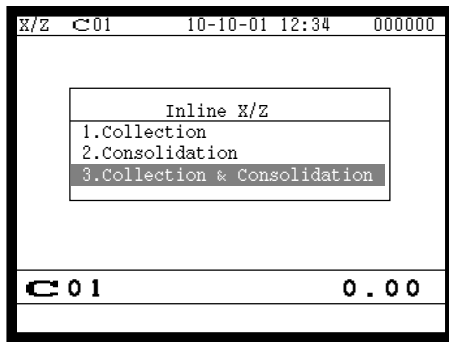 X/Z C01 10-10-01 12:34 000000
Inline X/Z
1.Collection
2.Consolidation
3.Collection & Consolidation
C01 0.00